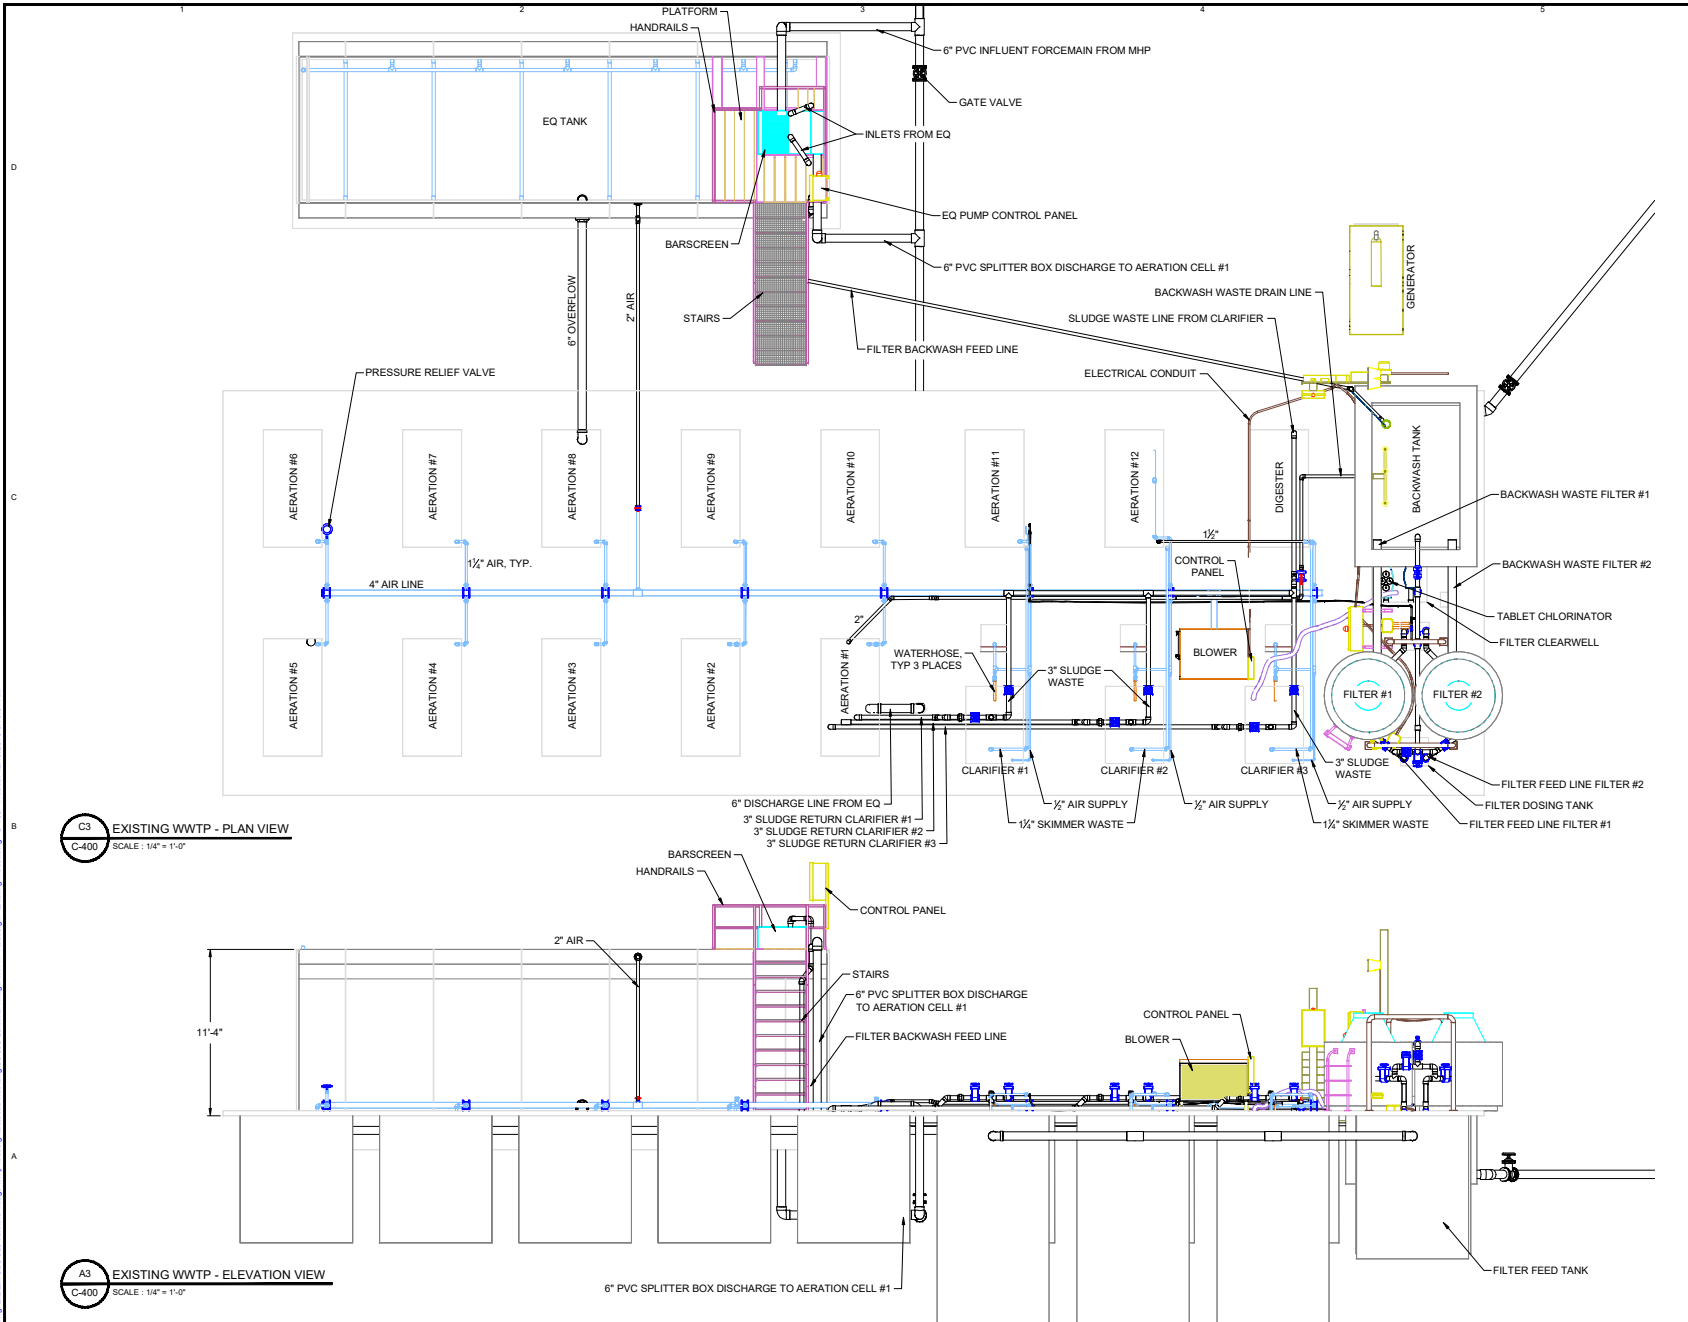 1
2
3
4
5
PLATFORM
HANDRAILS
6" PVC INFLUENT FORCEMAIN FROM MHP
GATE VALVE
EQ TANK
INLETS FROM EQ
D
EQ PUMP CONTROL PANEL
BARSCREEN
6" PVC SPLITTER BOX DISCHARGE TO AERATION CELL #1
6" OVERFLOW
2" AIR
STAIRS
BACKWASH WASTE DRAIN LINE
GENERATOR
SLUDGE WASTE LINE FROM CLARIFIER
FILTER BACKWASH FEED LINE
PRESSURE RELIEF VALVE
ELECTRICAL CONDUIT
AERATION #6
AERATION #7
AERATION #8
AERATION #9
AERATION #10
AERATION #11
AERATION #12
DIGESTER
BACKWASH TANK
C
BACKWASH WASTE FILTER #1
1½"
1¼" AIR, TYP.
CONTROL
PANEL
BACKWASH WASTE FILTER #2
4" AIR LINE
2"
TABLET CHLORINATOR
FILTER CLEARWELL
WATERHOSE,
TYP 3 PLACES
3" SLUDGE
WASTE
BLOWER
AERATION #5
AERATION #4
AERATION #3
AERATION #2
AERATION #1
FILTER #1
FILTER #2
CLARIFIER #1
CLARIFIER #2
CLARIFIER #3
3" SLUDGE
WASTE
FILTER FEED LINE FILTER #2
6" DISCHARGE LINE FROM EQ
½" AIR SUPPLY
½" AIR SUPPLY
½" AIR SUPPLY
FILTER DOSING TANK
3" SLUDGE RETURN CLARIFIER #1
1¼" SKIMMER WASTE
1¼" SKIMMER WASTE
FILTER FEED LINE FILTER #1
3" SLUDGE RETURN CLARIFIER #2
3" SLUDGE RETURN CLARIFIER #3
B
C3
C-400
EXISTING WWTP - PLAN VIEW
SCALE : 1/4" = 1'-0"
BARSCREEN
HANDRAILS
CONTROL PANEL
2" AIR
STAIRS
6" PVC SPLITTER BOX DISCHARGE
TO AERATION CELL #1
11'-4"
CONTROL PANEL
FILTER BACKWASH FEED LINE
BLOWER
A
FILTER FEED TANK
A3
C-400
EXISTING WWTP - ELEVATION VIEW
SCALE : 1/4" = 1'-0"
6" PVC SPLITTER BOX DISCHARGE TO AERATION CELL #1